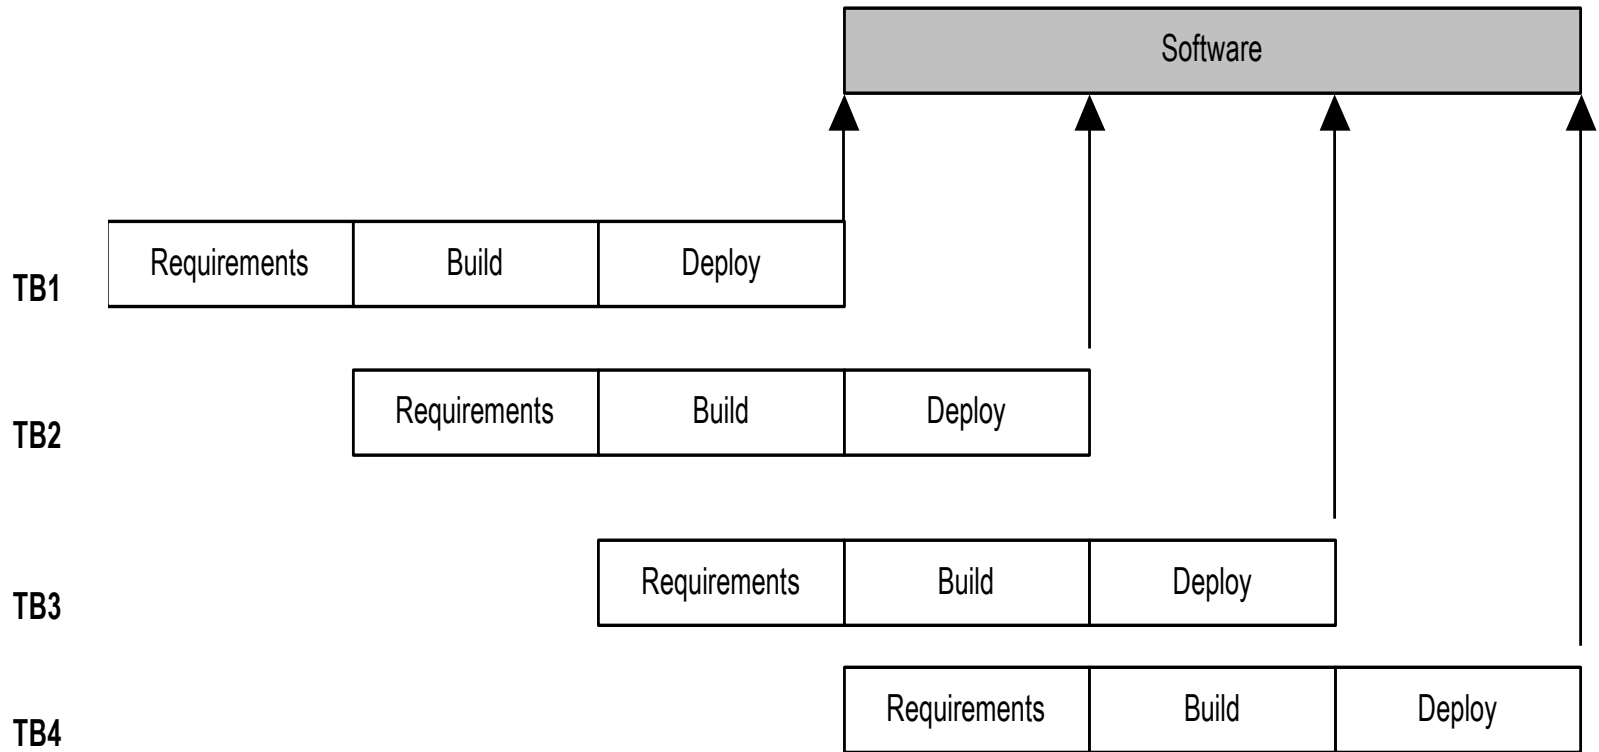 Software
TB1 Requirements Build Deploy
TB2 Requirements Build Deploy
TB3 Requirements Build Deploy
TB4 Requirements Build Deploy